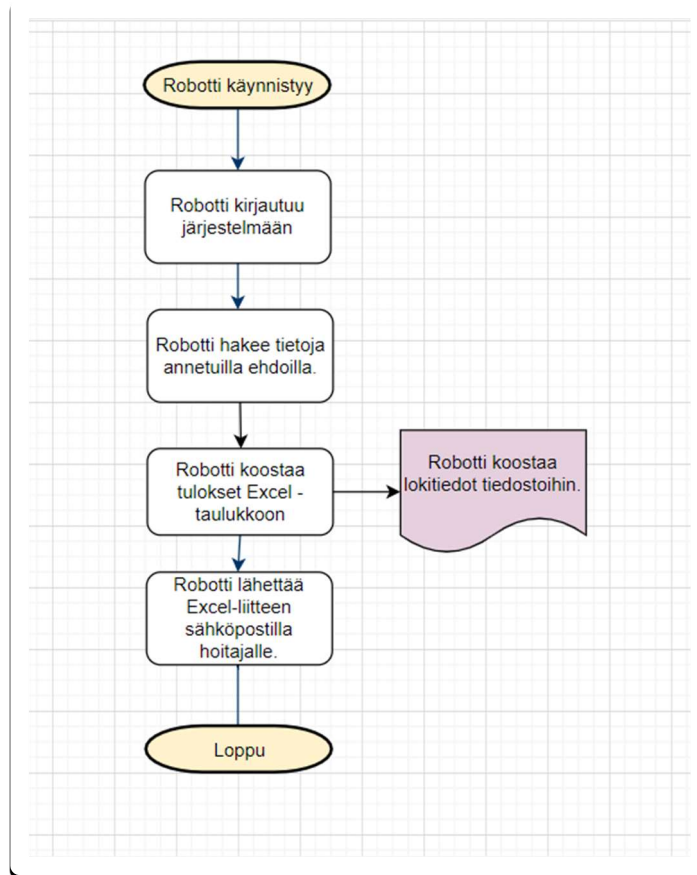 Robotti käynnistyy
Robotti kirjautuu
järjestelmään
Robotti hakee tietoja
annetuilla ehdoilla.
Robotti koostaa
tulokset Excel -
taulukkoon
Robotti koostaa
lokitiedot tiedostoihin.
Robotti lähettää
Excel-liitteen
sähköpostilla
hoitajalle.
Loppu